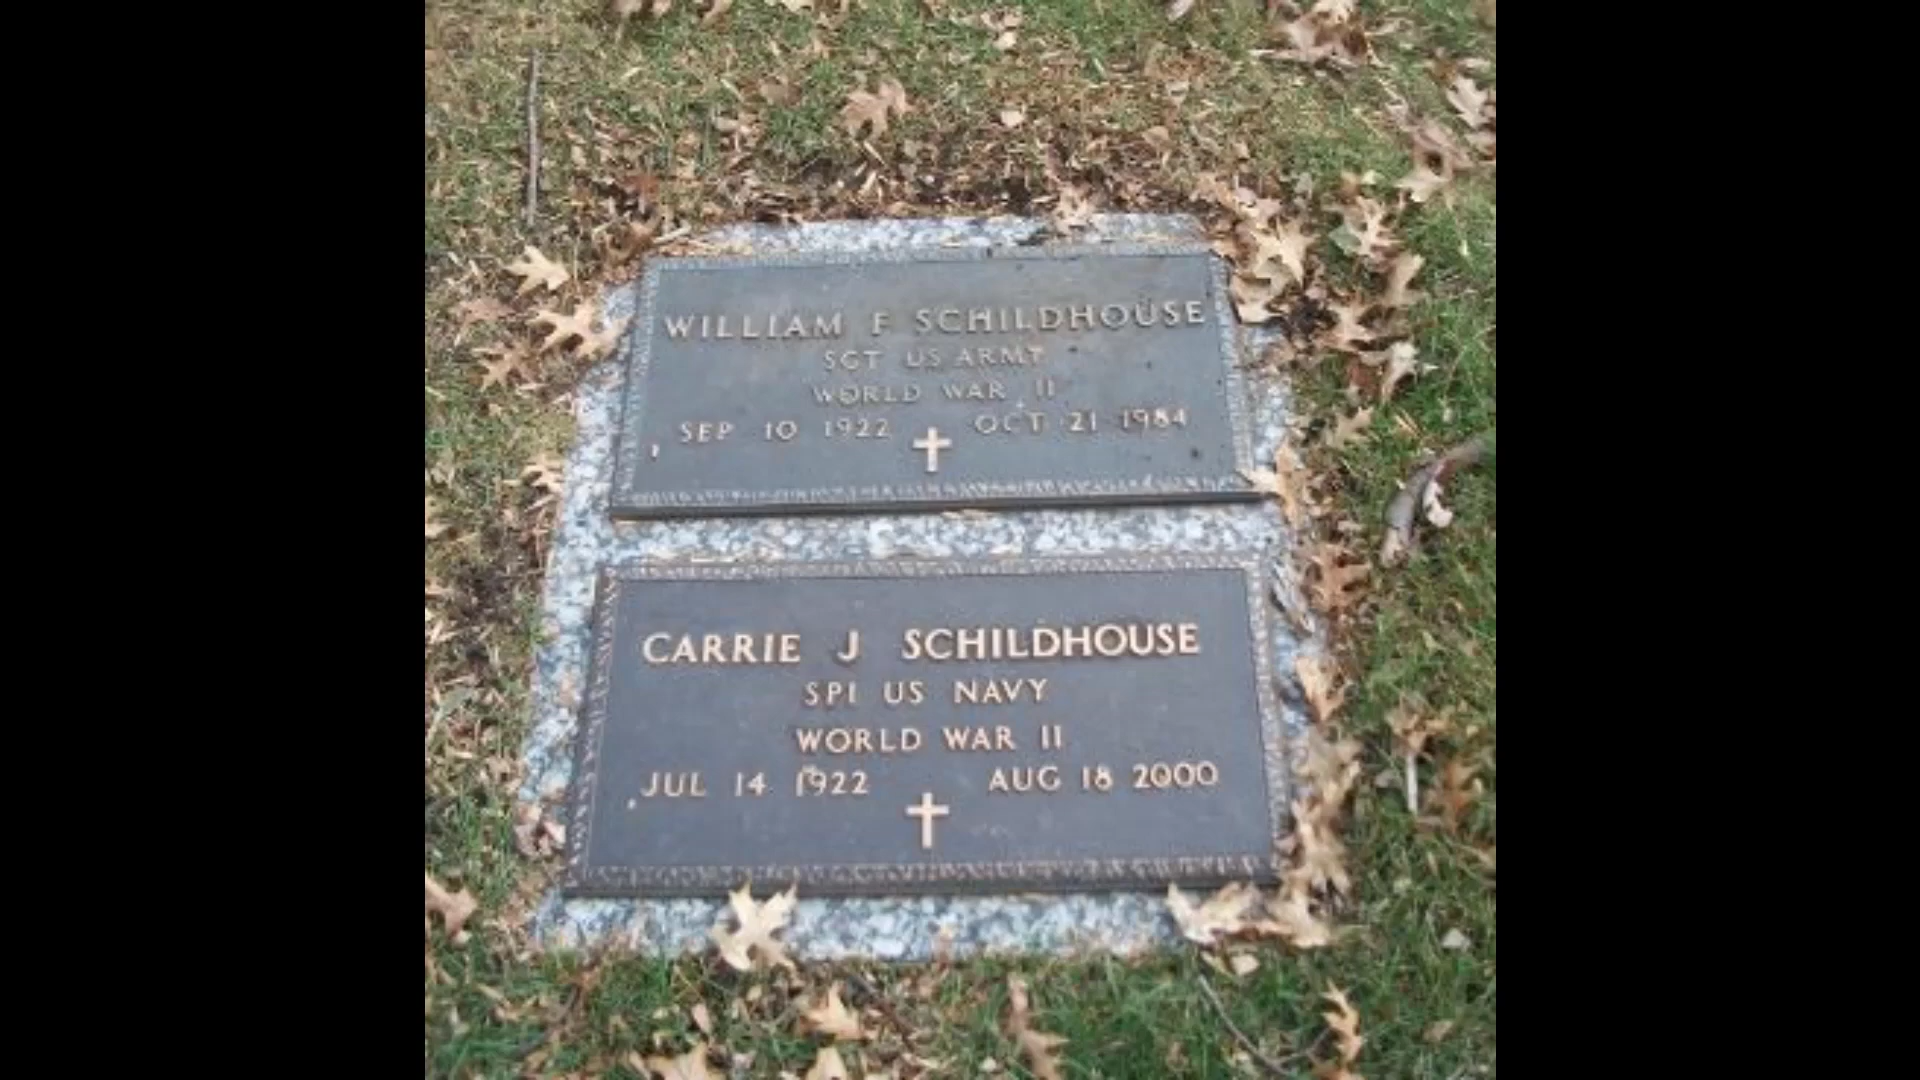 WILLIAM F SCHILDHOUSE
SGT US ARMY
WORLD WAR II
SEP 10 1922 OCT 21 1984
CARRIE J SCHILDHOUSE
SP1 US NAVY
WORLD WAR II
JUL 14 1922 AUG 18 2000